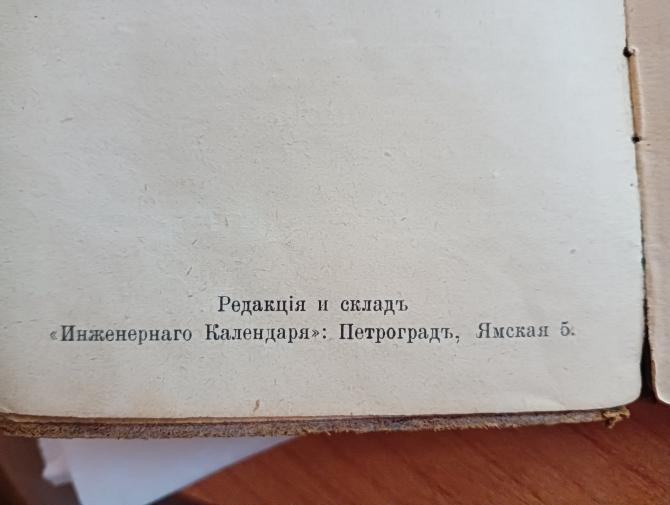 Редакція и складъ
«Инженернаго Календаря»: Петроградъ, Ямская 5.